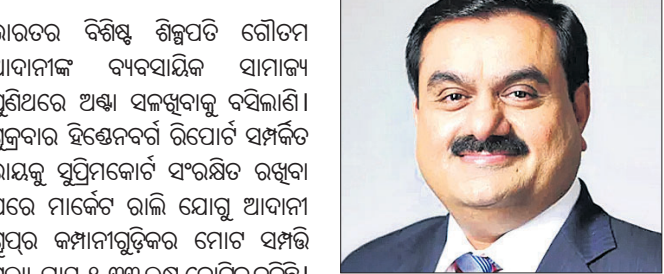 ବିଶିଷ୍ଟ ଶିଳ୍ପପତି ଗୌତମ
ବ୍ୟବସାୟିକ ସାମାଜ୍ୟ
ଅଣ୍ଟା ସଳଖିବାକୁ ବସିଲାଣି।
ହିଣ୍ଡେନବର୍ଗ ରିପୋର୍ଟ ସମ୍ପର୍କିତ
ସୁପ୍ରିମକୋର୍ଟ ସଂରକ୍ଷିତ ରଖିବା
ମାର୍କେଟ ରାଲି ଯୋଗୁ ଆଦାନୀ
କମ୍ପାନୀଗୁଡ଼ିକର ମୋଟ ସମ୍ପତ୍ତି